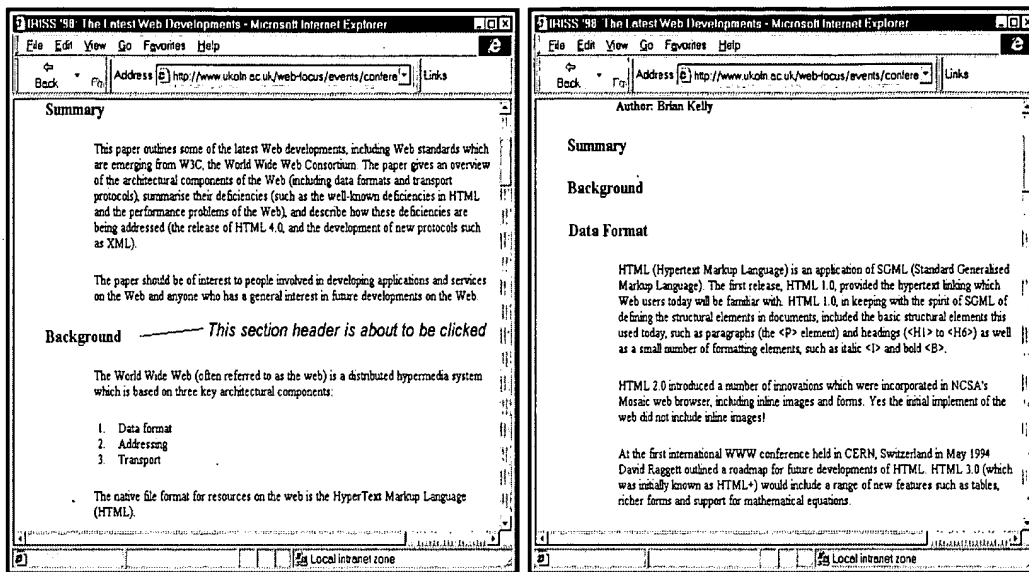 IRISS '98: The Latest Web Developments - Microsoft Internet Explorer
File Edit View Go Favorites Help
Back Address http://www.ukoln.ac.uk/web-focus/events/confere Links
Summary
This paper outlines some of the latest Web developments, including Web standards which
are emerging from W3C, the World Wide Web Consortium. The paper gives an overview
of the architectural components of the Web (including data formats and transport
protocols), summarise their deficiencies (such as the well-known deficiencies in HTML
and the performance problems of the Web), and describe how these deficiencies are
being addressed (the release of HTML 4.0, and the development of new protocols such
as XML).
The paper should be of interest to people involved in developing applications and services
on the Web and anyone who has a general interest in future developments on the Web.
Background
This section header is about to be clicked
The World Wide Web (often referred to as the web) is a distributed hypermedia system
which is based on three key architectural components:
1. Data format
2. Addressing
3. Transport
The native file format for resources on the web is the HyperText Markup Language
(HTML).
Local intranet zone
IRISS '98: The Latest Web Developments - Microsoft Internet Explorer
File Edit View Go Favorites Help
Back Address http://www.ukoln.ac.uk/web-focus/events/confere Links
Author: Brian Kelly
Summary
Background
Data Format
HTML (Hypertext Markup Language) is an application of SGML (Standard Generalised
Markup Language). The first release, HTML 1.0, provided the hypertext linking which
Web users today will be familiar with. HTML 1.0, in keeping with the spirit of SGML of
defining the structural elements in documents, included the basic structural elements this
used today, such as paragraphs (the <P> element) and headings (<H1> to <H6>) as well
as a small number of formatting elements, such as italic <I> and bold <B>.
HTML 2.0 introduced a number of innovations which were incorporated in NCSA's
Mosaic web browser, including inline images and forms. Yes the initial implement of the
web did not include inline images!
At the first international WWW conference held in CERN, Switzerland in May 1994
David Raggett outlined a roadmap for future developments of HTML. HTML 3.0 (which
was initially known as HTML+) would include a range of new features such as tables,
richer forms and support for mathematical equations.
Local intranet zone